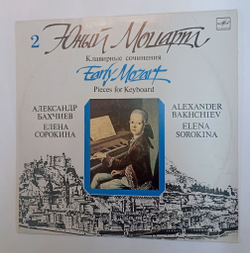 2 Юный Моцарт
Клавирные сочинения
Early Mozart
Pieces for Keyboard
АЛЕКСАНДР
БАХЧИЕВ
ЕЛЕНА
СОРОКИНА
ALEXANDER
BAKHCHIEV
ELENA
SOROKINA